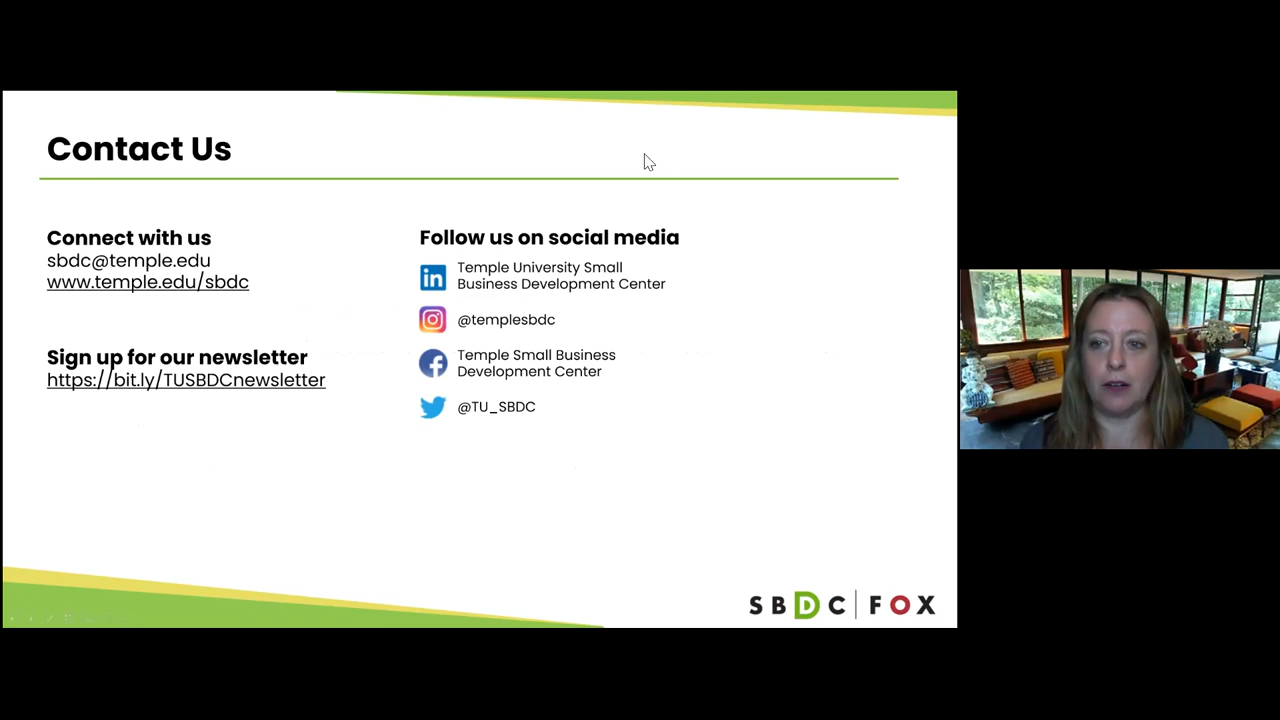 Contact Us
Connect with us
sbdc@temple.edu
www.temple.edu/sbdc
Sign up for our newsletter
https://bit.ly/TUSBDCnewsletter
Follow us on social media
in
Temple University Small
Business Development Center
@templesbdc
f
Temple Small Business
Development Center
@TU_SBDC
SBDC | FOX